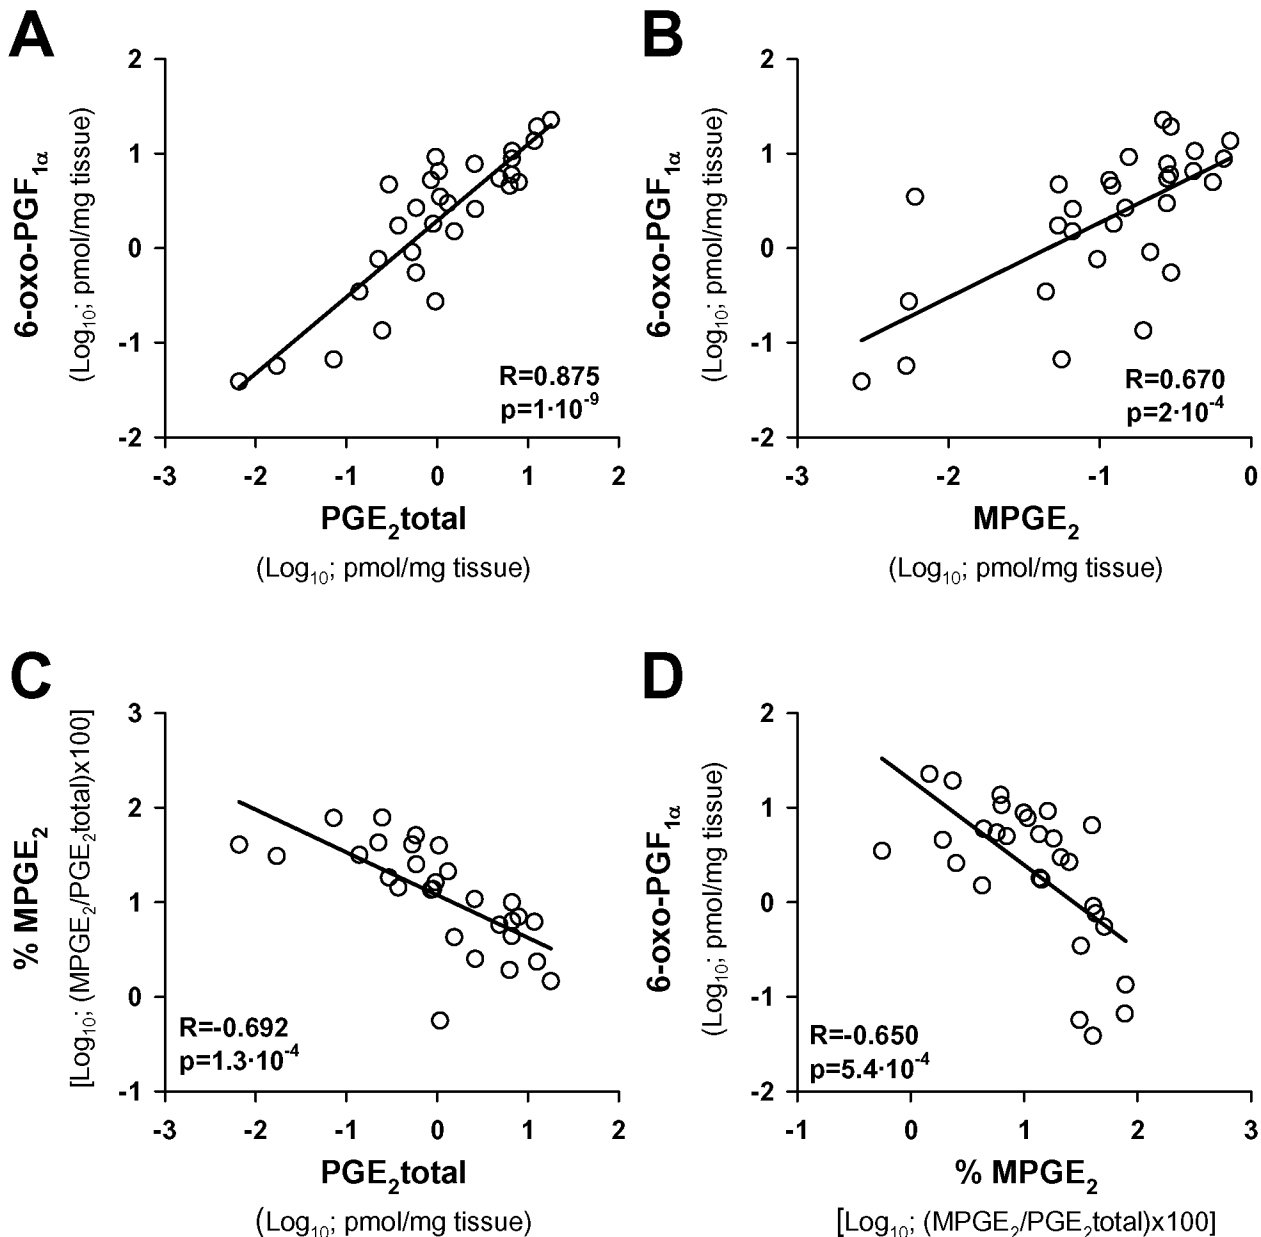 A
6-oxo-PGF1α
(Log10; pmol/mg tissue)
2
1
0
-1
-2
R=0.875
p=1·10-9
-3 -2 -1 0 1 2
PGE2total
(Log10; pmol/mg tissue)
B
6-oxo-PGF1α
(Log10; pmol/mg tissue)
2
1
0
-1
-2
R=0.670
p=2·10-4
-3 -2 -1 0
MPGE2
(Log10; pmol/mg tissue)
C
% MPGE2
[Log10; (MPGE2/PGE2total)x100]
3
2
1
0
-1
R=-0.692
p=1.3·10-4
-3 -2 -1 0 1 2
PGE2total
(Log10; pmol/mg tissue)
D
6-oxo-PGF1α
(Log10; pmol/mg tissue)
2
1
0
-1
-2
R=-0.650
p=5.4·10-4
-1 0 1 2 3
% MPGE2
[Log10; (MPGE2/PGE2total)x100]